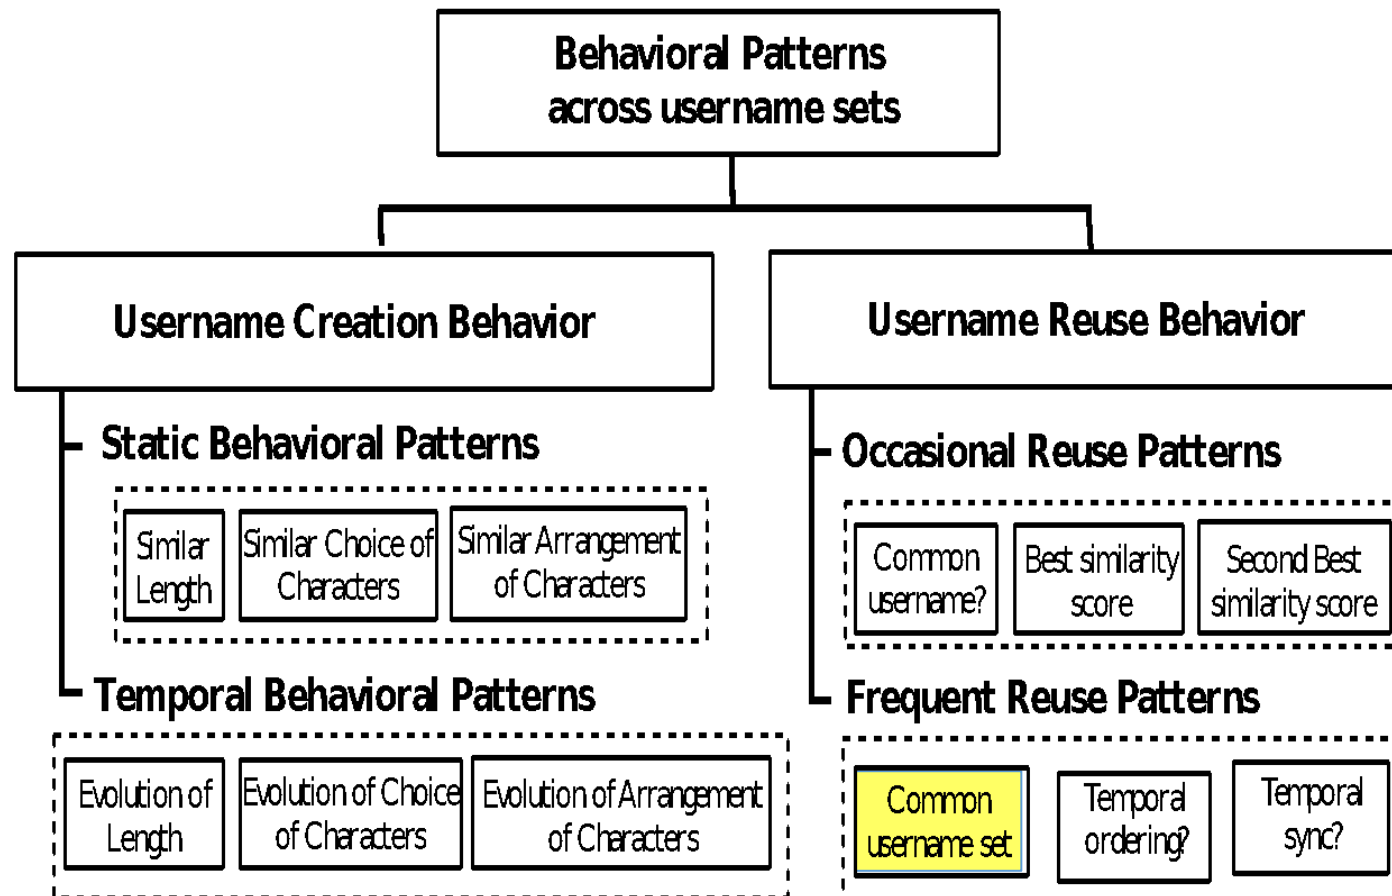 Behavioral Patterns
across username sets
Username Creation Behavior
Username Reuse Behavior
Static Behavioral Patterns
Similar
Length
Similar Choice of
Characters
Similar Arrangement
of Characters
Temporal Behavioral Patterns
Evolution of
Length
Evolution of Choice
of Characters
Evolution of Arrangement
of Characters
Occasional Reuse Patterns
Common
username?
Best similarity
score
Second Best
similarity score
Frequent Reuse Patterns
Common
username set
Temporal
ordering?
Temporal
sync?